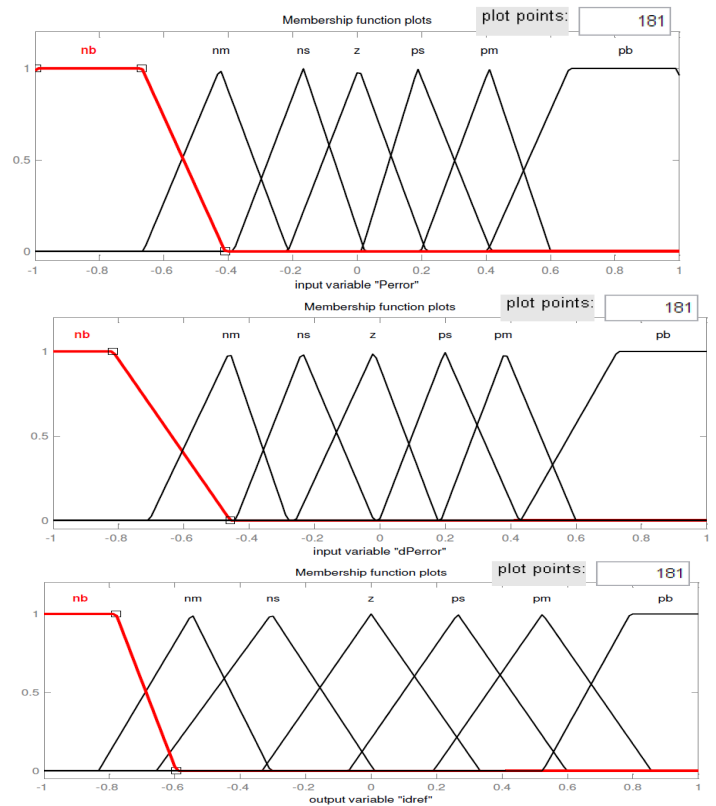 Membership function plots plot points: 181
nb nm ns z ps pm pb
1
0.5
0
-1 -0.8 -0.6 -0.4 -0.2 0 0.2 0.4 0.6 0.8 1
input variable "Perror"
Membership function plots plot points: 181
nb nm ns z ps pm pb
1
0.5
0
-1 -0.8 -0.6 -0.4 -0.2 0 0.2 0.4 0.6 0.8 1
input variable "dPerror"
Membership function plots plot points: 181
nb nm ns z ps pm pb
1
0.5
0
-1 -0.8 -0.6 -0.4 -0.2 0 0.2 0.4 0.6 0.8 1
output variable "idref"